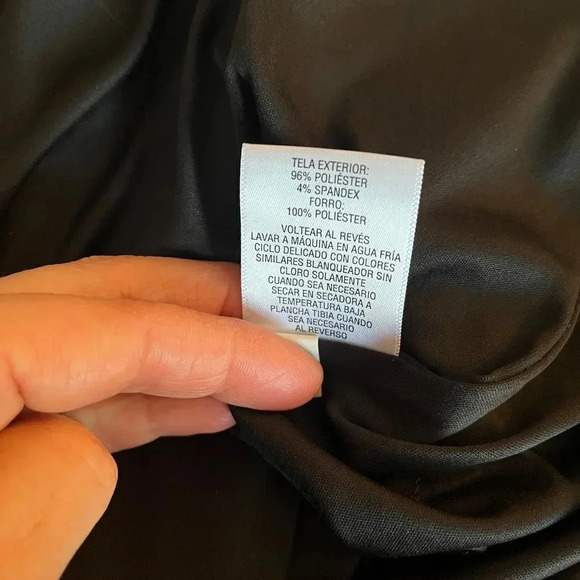 TELA EXTERIOR:
96% POLIÉSTER
4% SPANDEX
FORRO:
100% POLIÉSTER
VOLTEAR AL REVÉS
LAVAR A MÁQUINA EN AGUA FRÍA
CICLO DELICADO CON COLORES
SIMILARES BLANQUEADOR SIN
CLORO SOLAMENTE
CUANDO SEA NECESARIO
SECAR EN SECADORA A
TEMPERATURA BAJA
PLANCHA TIBIA CUANDO
SEA NECESARIO
AL REVERSO